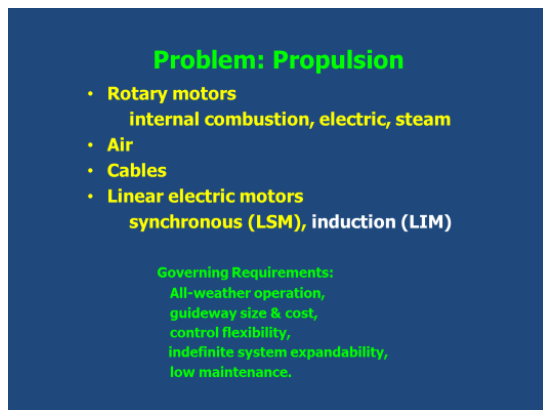 Problem: Propulsion
• Rotary motors
internal combustion, electric, steam
• Air
• Cables
• Linear electric motors
synchronous (LSM), induction (LIM)
Governing Requirements:
All-weather operation,
guideway size & cost,
control flexibility,
indefinite system expandability,
low maintenance.